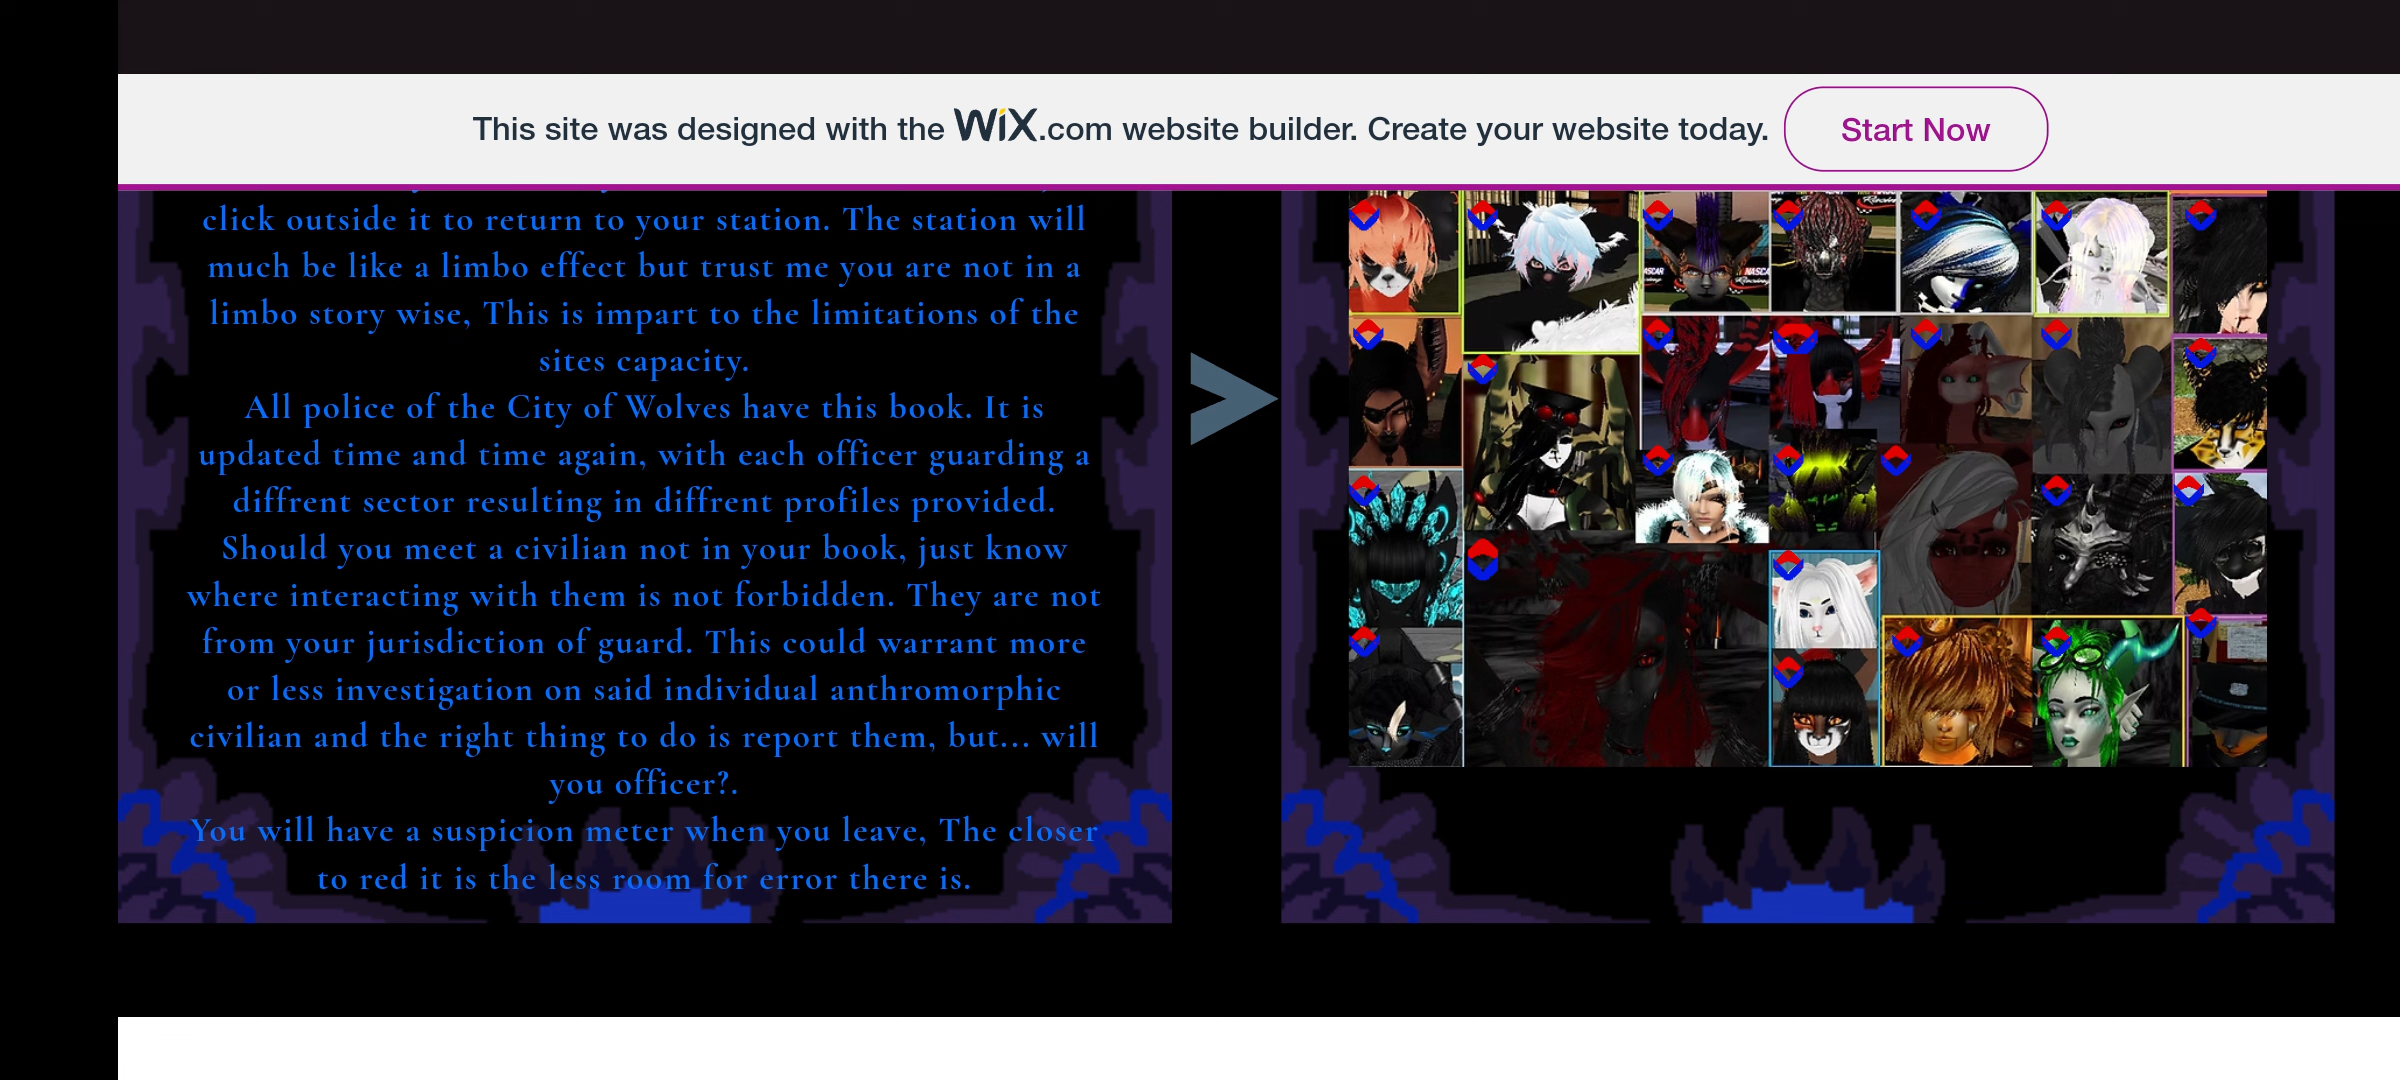 This site was designed with the WiX.com website builder. Create your website today. Start Now
click outside it to return to your station. The station will
much be like a limbo effect but trust me you are not in a
limbo story wise, This is impart to the limitations of the
sites capacity.
All police of the City of Wolves have this book. It is
updated time and time again, with each officer guarding a
diffrent sector resulting in diffrent profiles provided.
Should you meet a civilian not in your book, just know
where interacting with them is not forbidden. They are not
from your jurisdiction of guard. This could warrant more
or less investigation on said individual anthromorphic
civilian and the right thing to do is report them, but... will
you officer?.
You will have a suspicion meter when you leave, The closer
to red it is the less room for error there is.
>
NASCAR
NASCAR